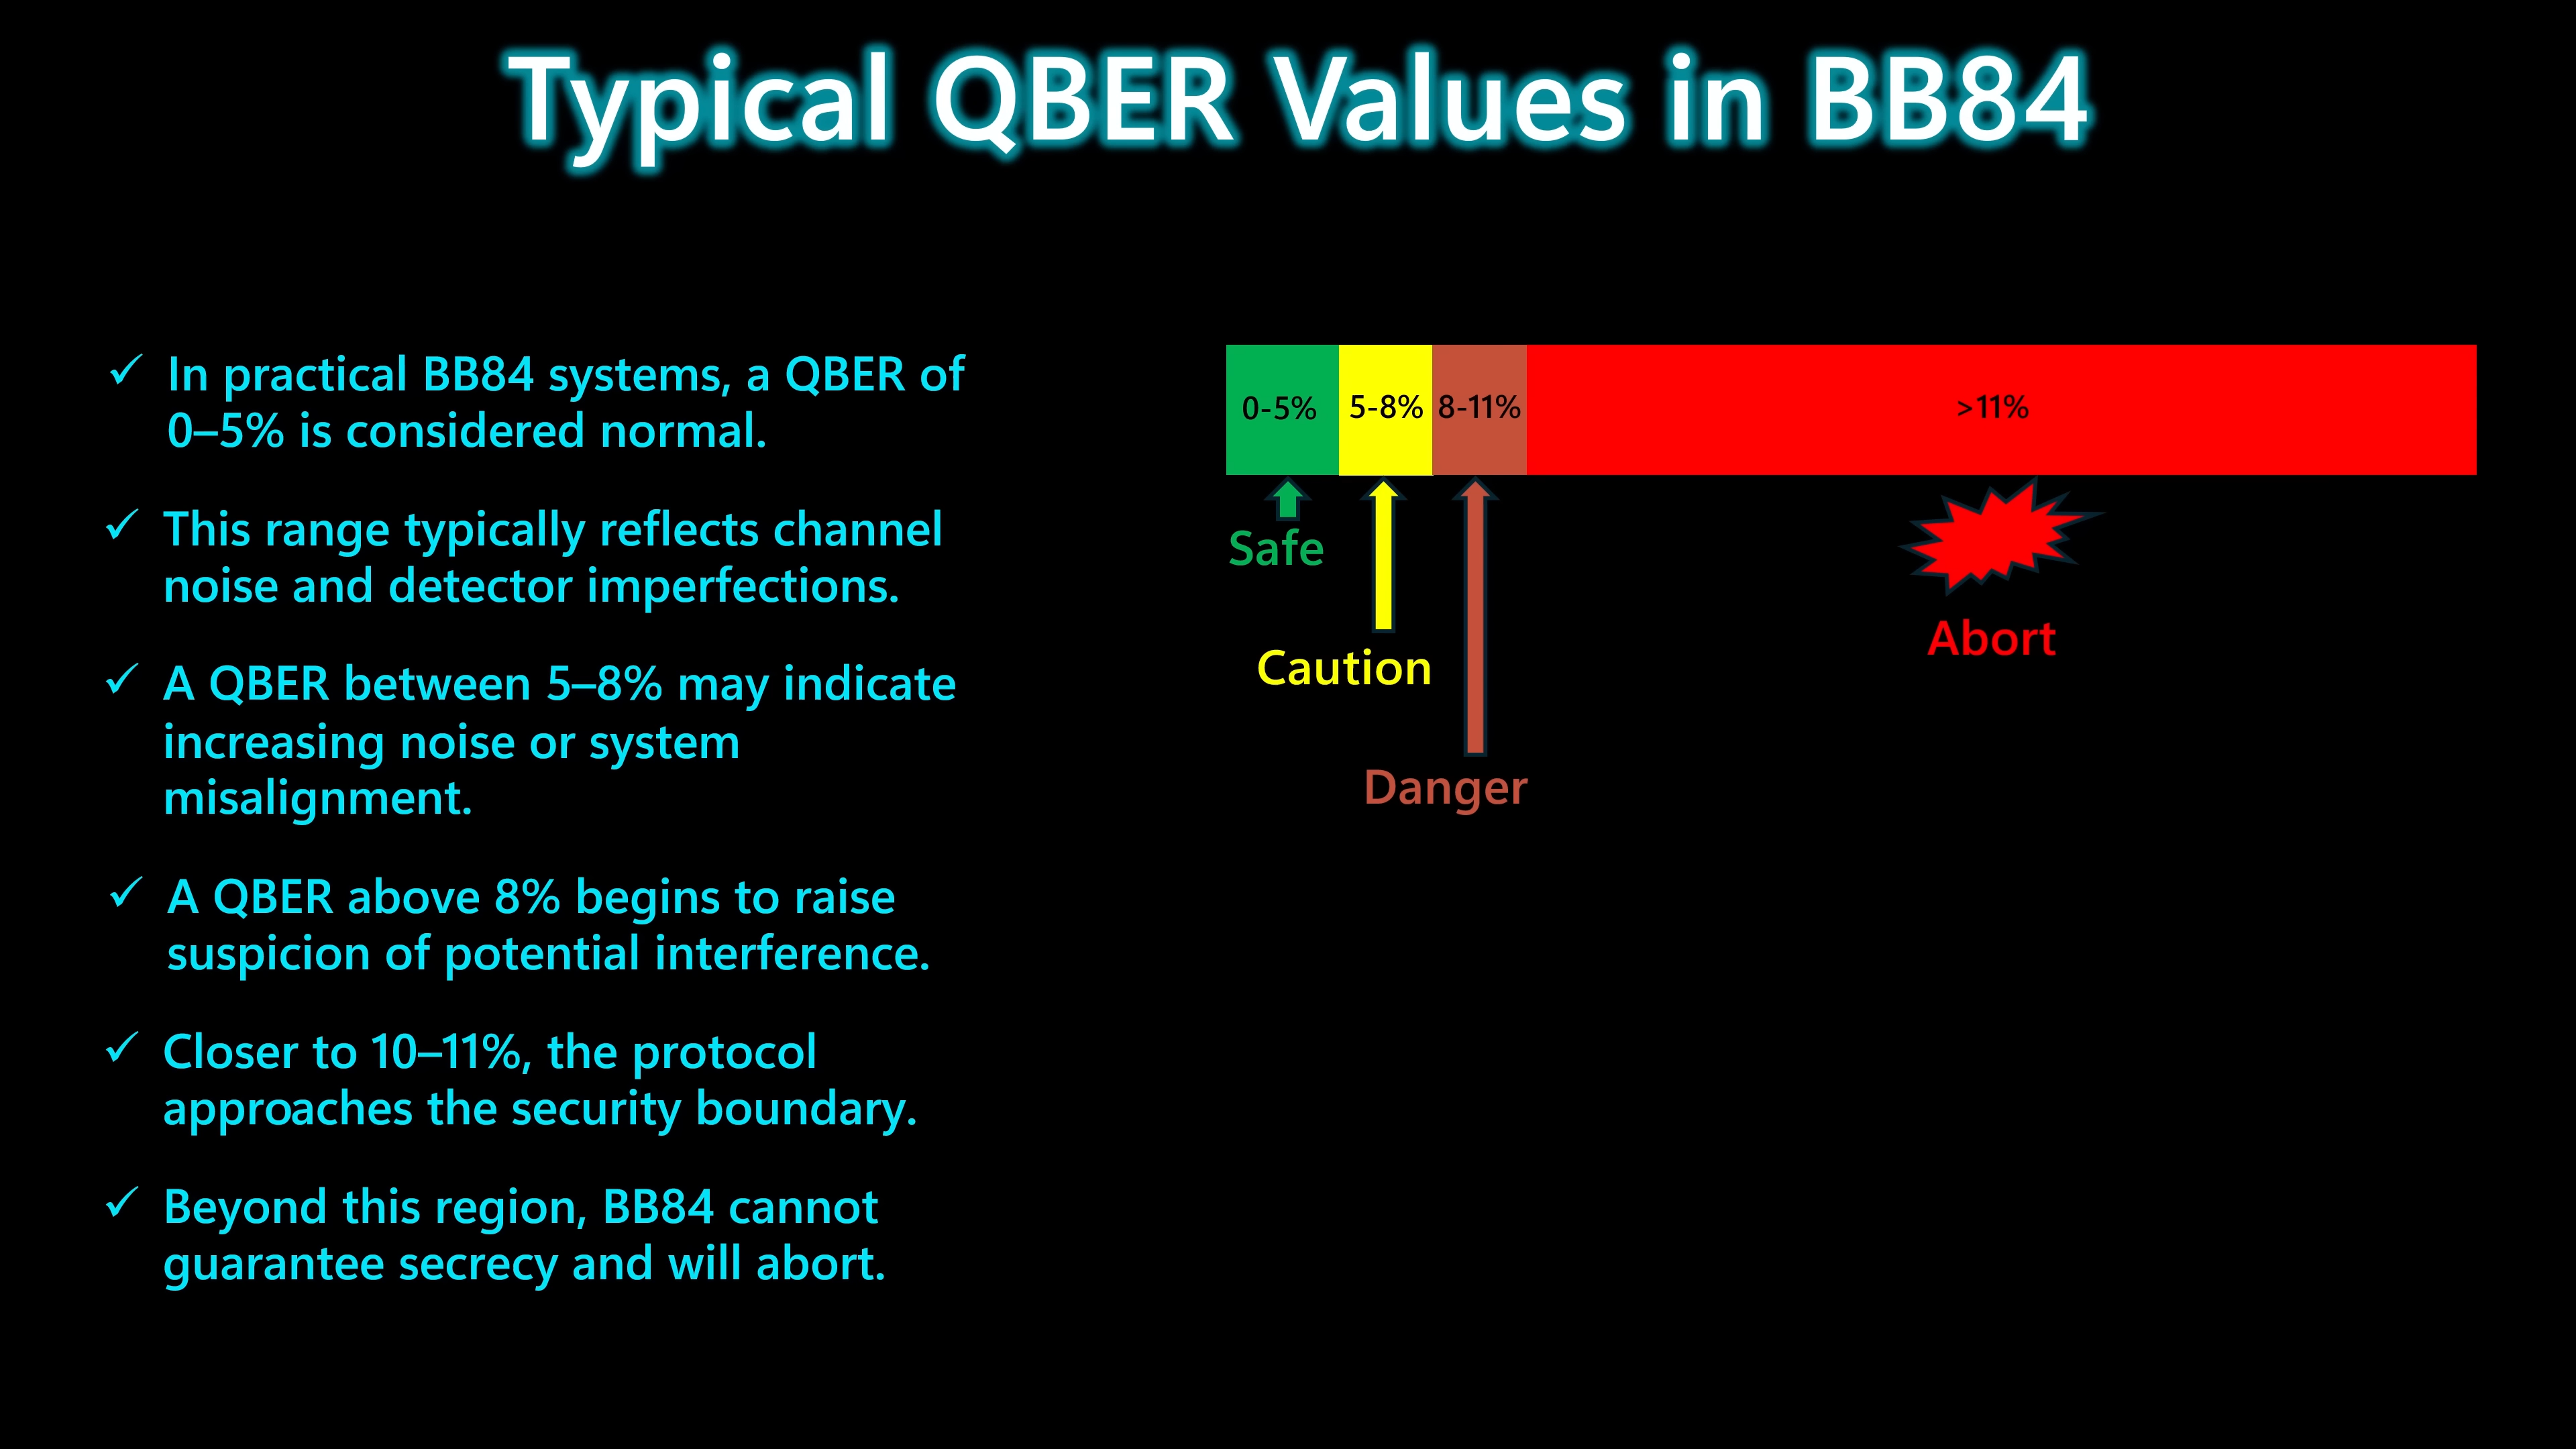 Typical QBER Values in BB84
✓ In practical BB84 systems, a QBER of
0–5% is considered normal.
✓ This range typically reflects channel
noise and detector imperfections.
✓ A QBER between 5–8% may indicate
increasing noise or system
misalignment.
✓ A QBER above 8% begins to raise
suspicion of potential interference.
✓ Closer to 10–11%, the protocol
approaches the security boundary.
✓ Beyond this region, BB84 cannot
guarantee secrecy and will abort.
0-5% 5-8% 8-11% >11%
Safe
Abort
Caution
Danger